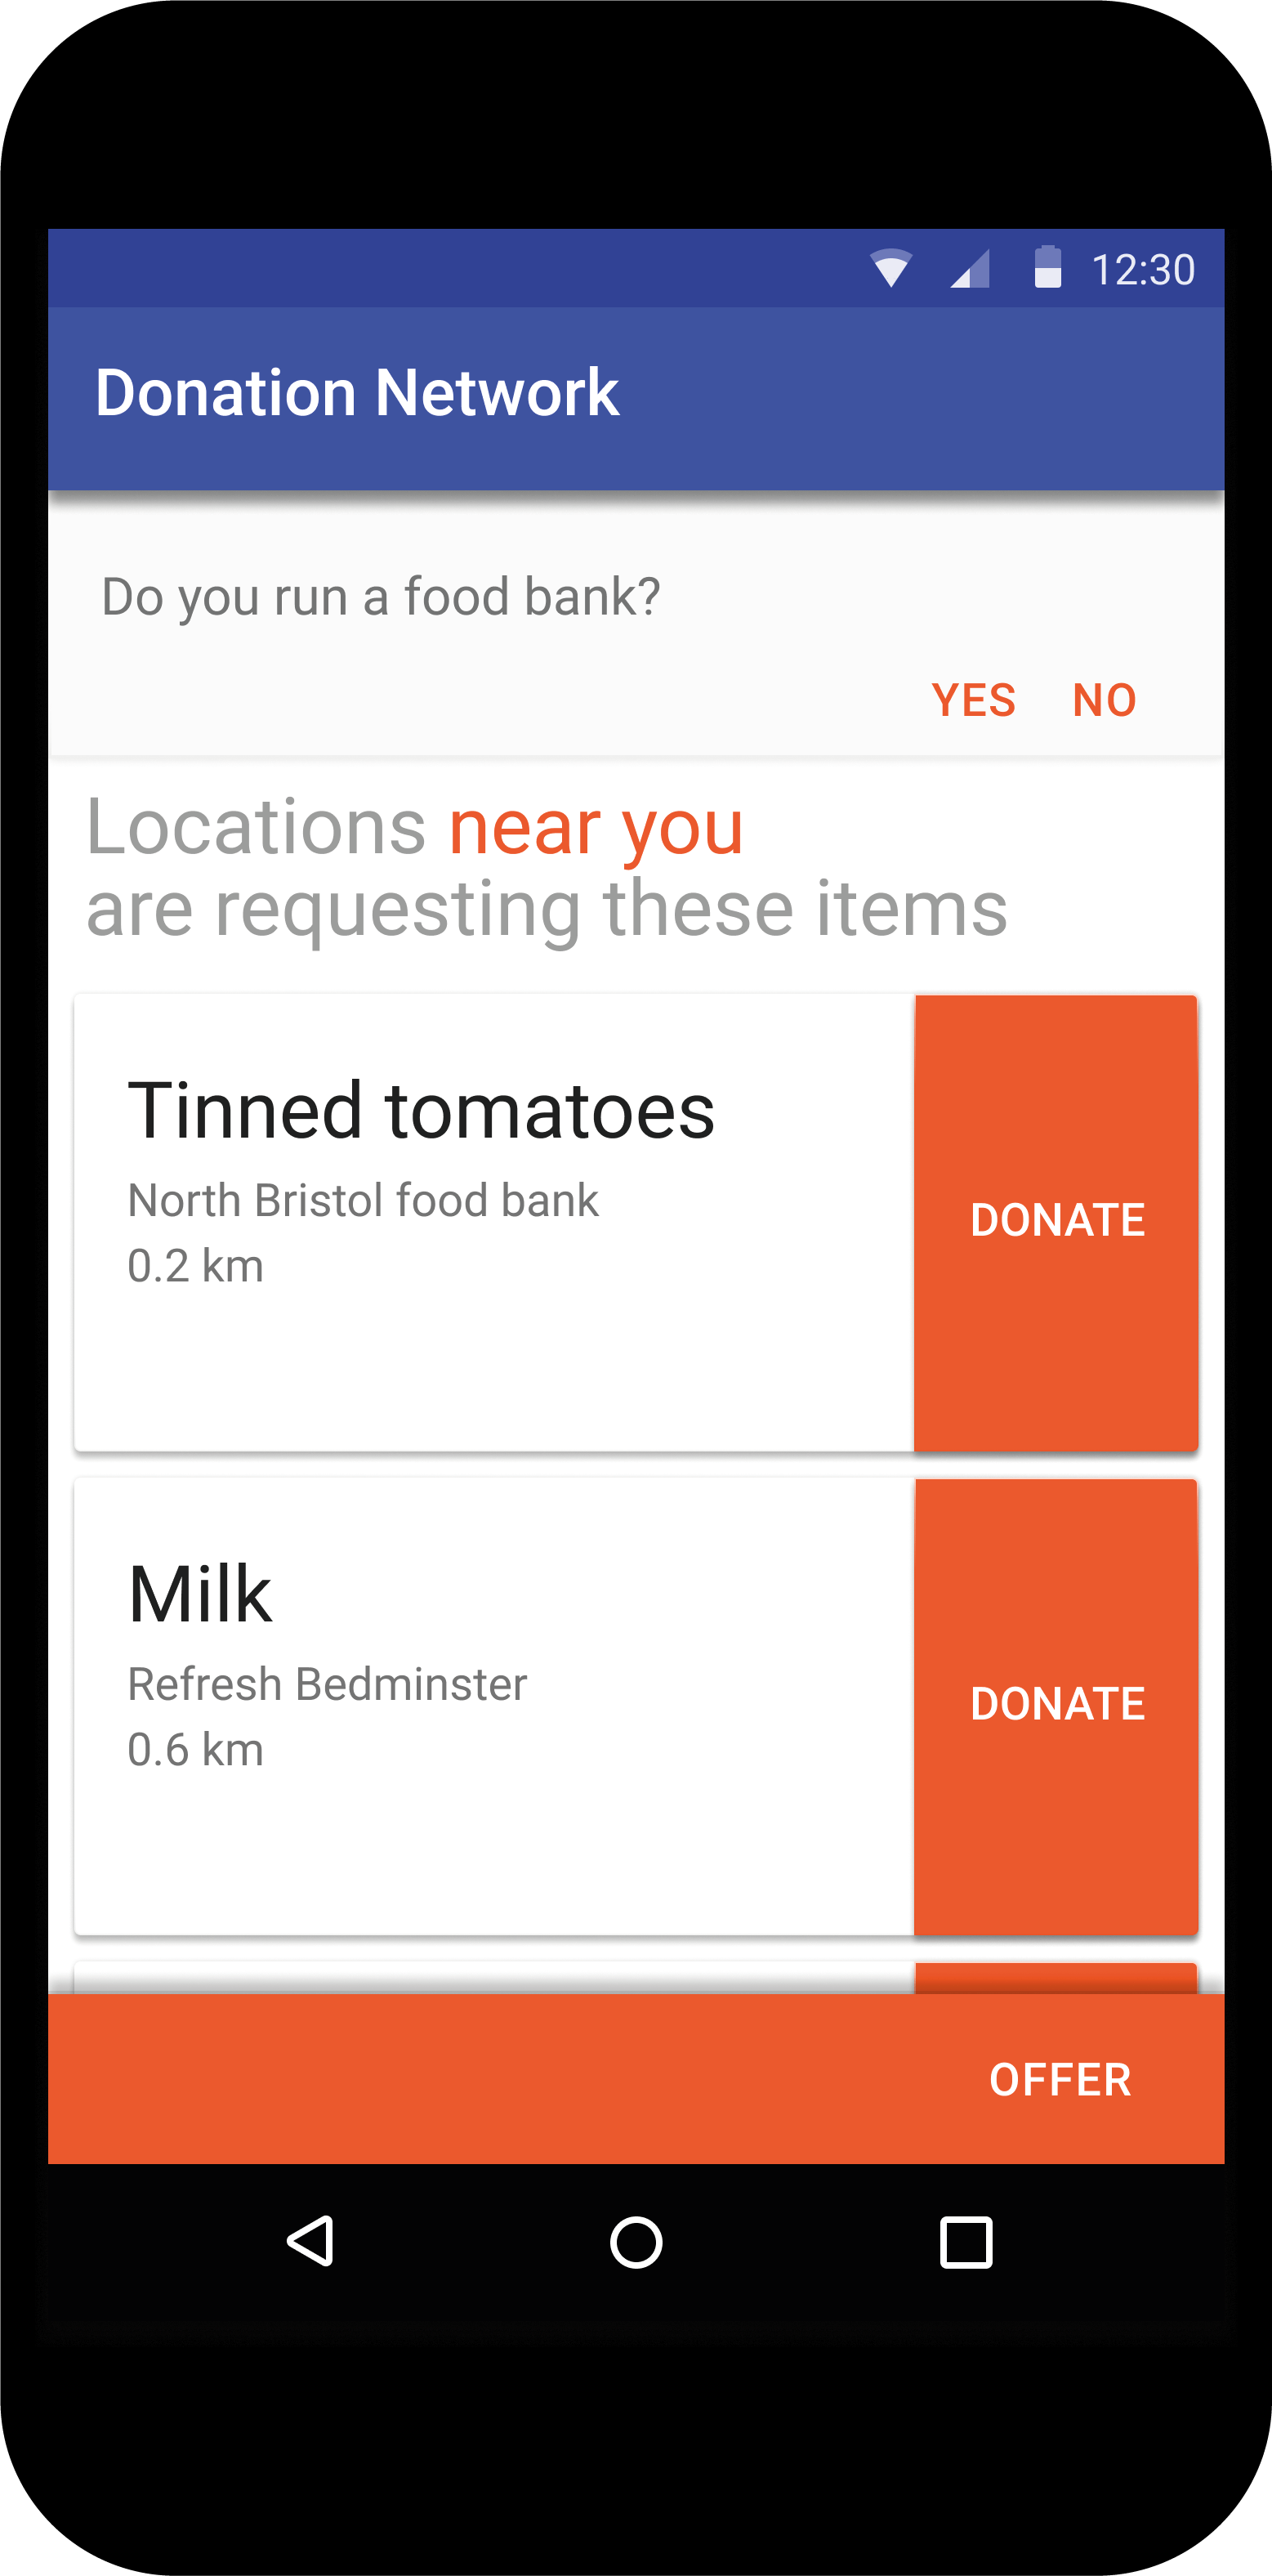 12:30
Donation Network
Do you run a food bank?
YES NO
Locations near you
are requesting these items
Tinned tomatoes
North Bristol food bank
0.2 km
DONATE
Milk
Refresh Bedminster
0.6 km
DONATE
OFFER